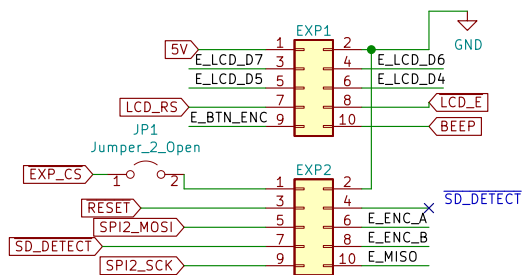 EXP1
5V 1 2 GND
E_LCD_D7 3 4 E_LCD_D6
E_LCD_D5 5 6 E_LCD_D4
LCD_RS 7 8 LCD_E
E_BTN_ENC 9 10 BEEP
JP1
Jumper_2_Open
EXP2
EXP_CS 1 2 1 2
RESET 3 4 SD_DETECT
SPI2_MOSI 5 6 E_ENC_A
SD_DETECT 7 8 E_ENC_B
SPI2_SCK 9 10 E_MISO